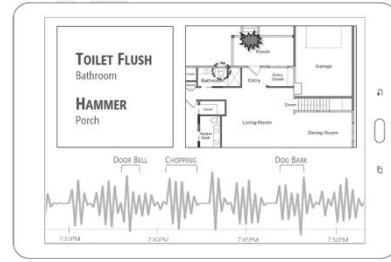 TOILET FLUSH
Bathroom
HAMMER
Porch
Porch
Garage
Bathroom
Entry
Entry
Closet
Down
Living Room
Dining Room
DOOR BELL
CHOPPING
DOG BARK
7:35PM
7:40PM
7:45PM
7:50PM